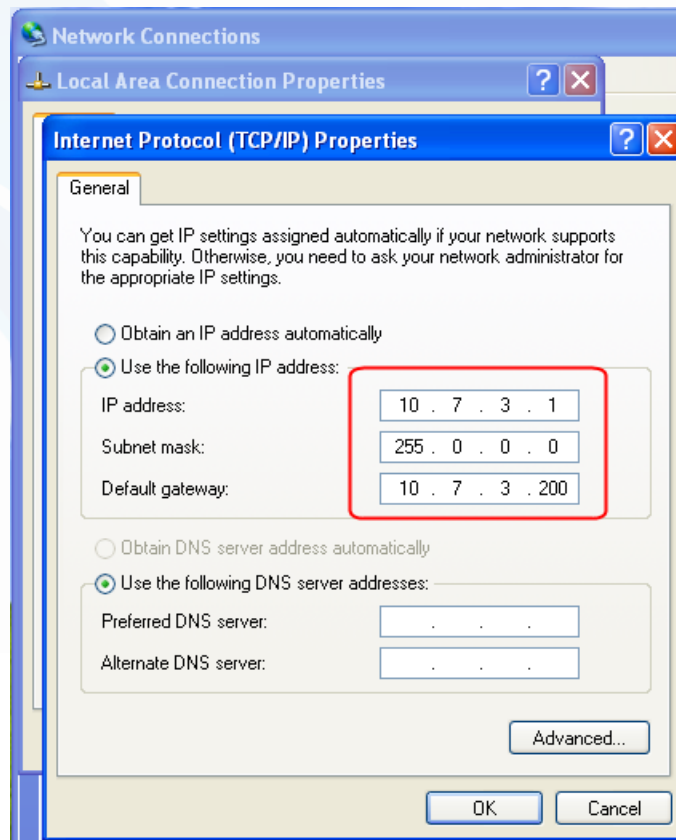 Network Connections
Local Area Connection Properties
Internet Protocol (TCP/IP) Properties
General
You can get IP settings assigned automatically if your network supports
this capability. Otherwise, you need to ask your network administrator for
the appropriate IP settings.
Obtain an IP address automatically
Use the following IP address:
IP address: 10 . 7 . 3 . 1
Subnet mask: 255 . 0 . 0 . 0
Default gateway: 10 . 7 . 3 . 200
Obtain DNS server address automatically
Use the following DNS server addresses:
Preferred DNS server: . . .
Alternate DNS server: . . .
Advanced...
OK Cancel